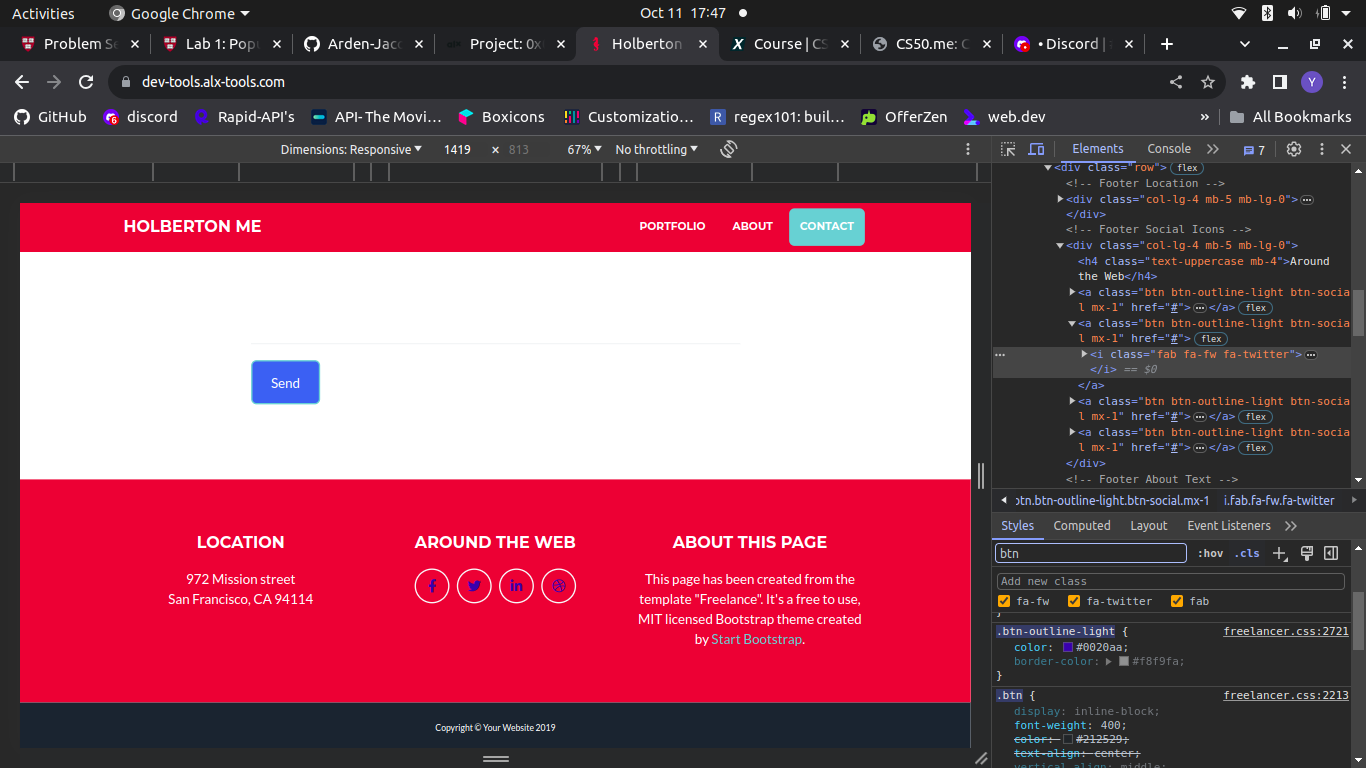 Activities
Google Chrome
Oct 11 17:47
Problem Se
Lab 1: Popu
Arden-Jaco
Project: 0x
Holberton
Course | CS
CS50.me: C
• Discord |
dev-tools.alx-tools.com
Y
GitHub
discord
Rapid-API's
API- The Movi…
Boxicons
Customizatio…
regex101: buil…
OfferZen
web.dev
»
All Bookmarks
Dimensions: Responsive
1419 × 813
67%
No throttling
Elements
Console
7
HOLBERTON ME
PORTFOLIO
ABOUT
CONTACT
Send
LOCATION
972 Mission street
San Francisco, CA 94114
AROUND THE WEB
ABOUT THIS PAGE
This page has been created from the
template "Freelance". It's a free to use,
MIT licensed Bootstrap theme created
by Start Bootstrap.
Copyright © Your Website 2019
<div class="row"> flex
<!-- Footer Location -->
<div class="col-lg-4 mb-5 mb-lg-0"> …
</div>
<!-- Footer Social Icons -->
<div class="col-lg-4 mb-5 mb-lg-0">
<h4 class="text-uppercase mb-4">Around
the Web</h4>
<a class="btn btn-outline-light btn-socia
l mx-1" href="#"> … </a> flex
<a class="btn btn-outline-light btn-socia
l mx-1" href="#"> flex
<i class="fab fa-fw fa-twitter"> …
</i> == $0
</a>
<a class="btn btn-outline-light btn-socia
l mx-1" href="#"> … </a> flex
<a class="btn btn-outline-light btn-socia
l mx-1" href="#"> … </a> flex
</div>
<!-- Footer About Text -->
btn.btn-outline-light.btn-social.mx-1
i.fab.fa-fw.fa-twitter
Styles
Computed
Layout
Event Listeners
btn
:hov
.cls
Add new class
fa-fw
fa-twitter
fab
}
.btn-outline-light {
freelancer.css:2721
color: #0020aa;
border-color: #f8f9fa;
}
.btn {
freelancer.css:2213
display: inline-block;
font-weight: 400;
color: #212529;
text-align: center;
vertical-align: middle;